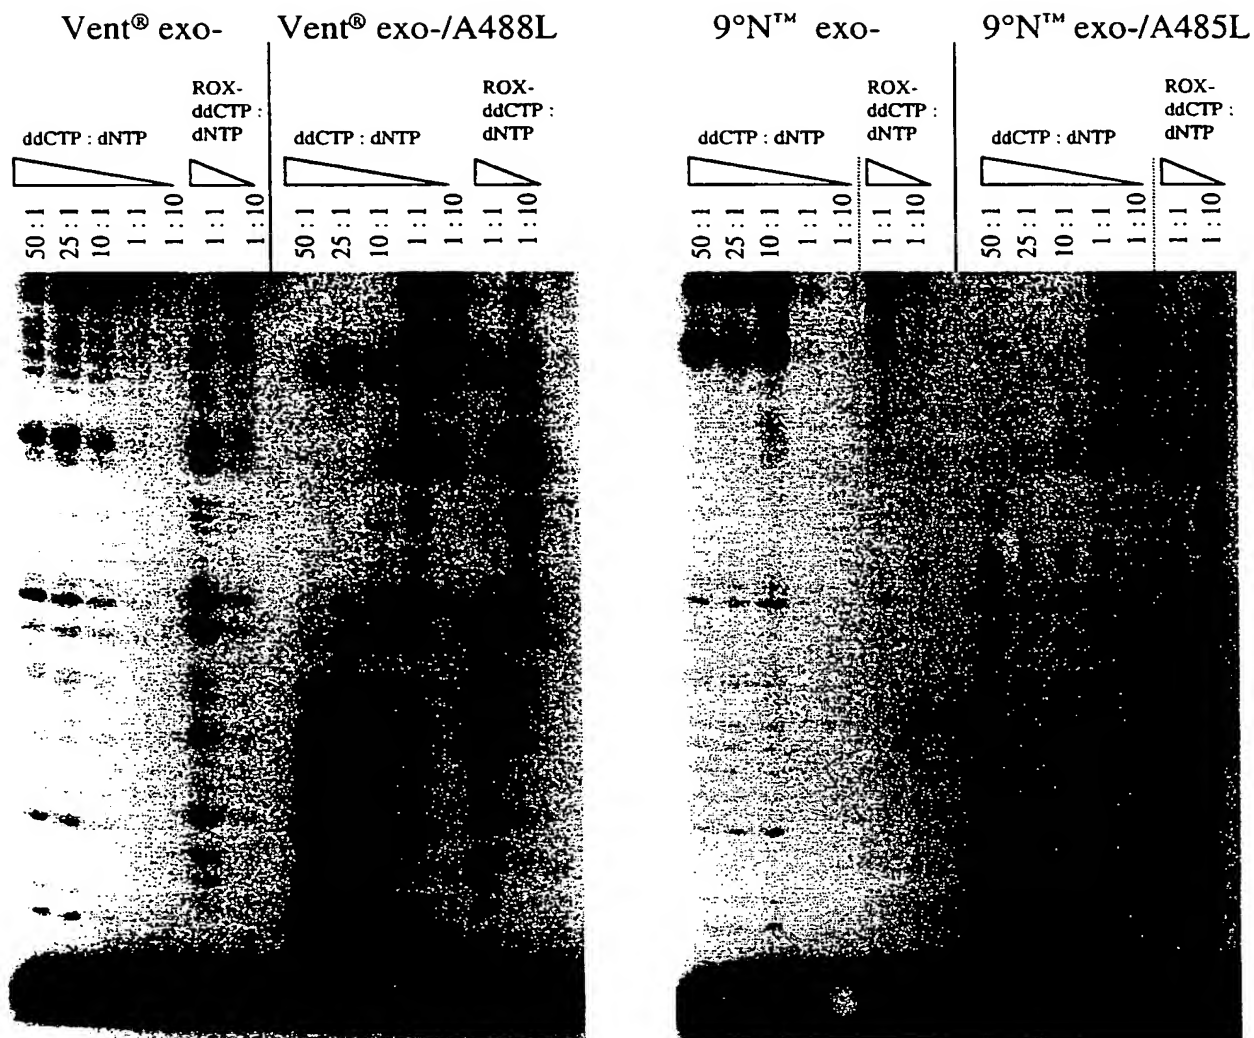 Vent® exo-
Vent® exo-/A488L
9°N™ exo-
9°N™ exo-/A485L
ddCTP : dNTP
ROX-
ddCTP :
dNTP
ddCTP : dNTP
ROX-
ddCTP :
dNTP
ddCTP : dNTP
ROX-
ddCTP :
dNTP
ddCTP : dNTP
ROX-
ddCTP :
dNTP
50 : 1
25 : 1
10 : 1
1 : 1
1 : 10
1 : 1
1 : 10
50 : 1
25 : 1
10 : 1
1 : 1
1 : 10
1 : 1
1 : 10
50 : 1
25 : 1
10 : 1
1 : 1
1 : 10
1 : 1
1 : 10
50 : 1
25 : 1
10 : 1
1 : 1
1 : 10
1 : 1
1 : 10